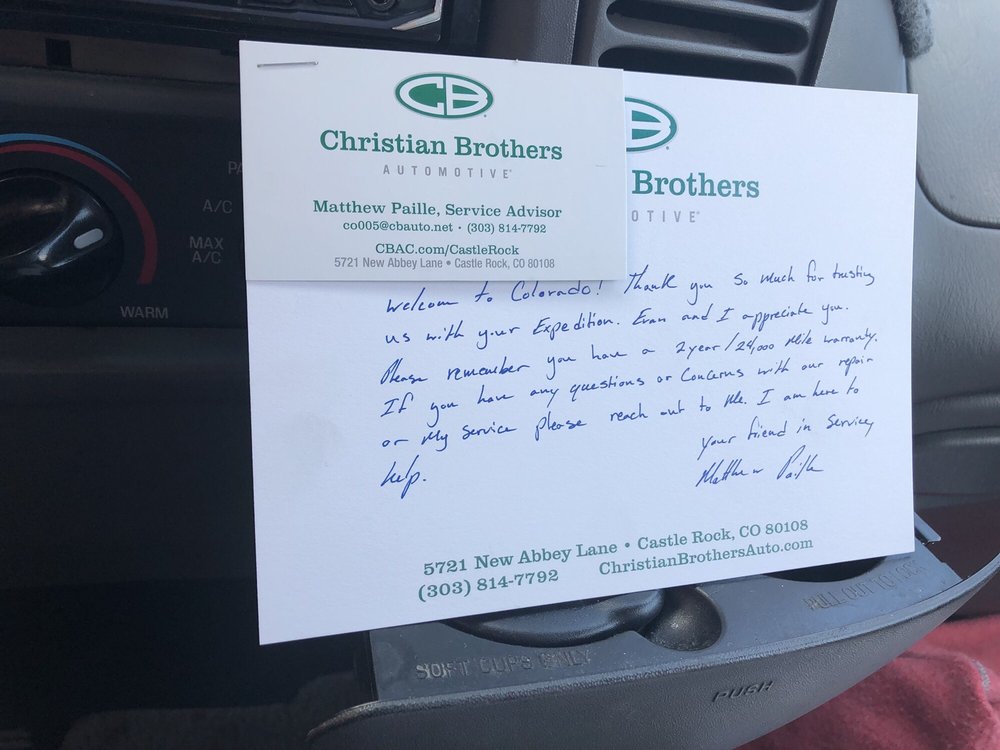 CB
Christian Brothers
AUTOMOTIVE
Matthew Paille, Service Advisor
co005@cbauto.net • (303) 814-7792
CBAC.com/CastleRock
5721 New Abbey Lane • Castle Rock, CO 80108
B
Brothers
OTIVE
Welcome to Colorado! Thank you so much for trusting
us with your Expedition. Evan and I appreciate you.
Please remember you have a 2year/24,000 Mile warranty.
If you have any questions or Concerns with our repair
or My Service please reach out to Me. I am here to
help.
your friend in Service,
Matthew Paille
5721 New Abbey Lane • Castle Rock, CO 80108
(303) 814-7792 ChristianBrothersAuto.com
A/C
MAX
A/C
WARM
SOFT CUPS ONLY
PULL OUT TO
PUSH